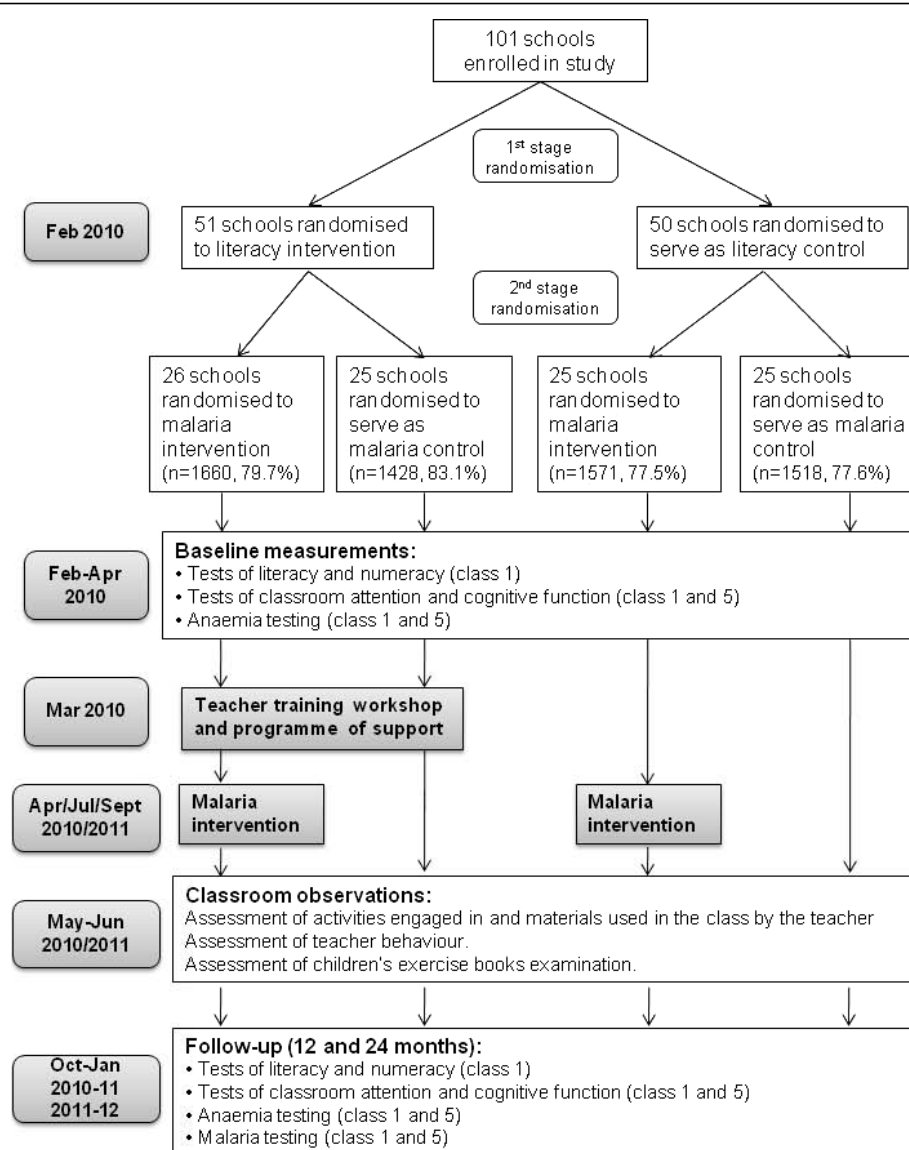 101 schools
enrolled in study
1st stage
randomisation
Feb 2010
51 schools randomised
to literacy intervention
50 schools randomised to
serve as literacy control
2nd stage
randomisation
26 schools
randomised to
malaria
intervention
(n=1660, 79.7%)
25 schools
randomised to
serve as
malaria control
(n=1428, 83.1%)
25 schools
randomised to
malaria
intervention
(n=1571, 77.5%)
25 schools
randomised to
serve as malaria
control
(n=1518, 77.6%)
Feb-Apr
2010
Baseline measurements:
• Tests of literacy and numeracy (class 1)
• Tests of classroom attention and cognitive function (class 1 and 5)
• Anaemia testing (class 1 and 5)
Mar 2010
Teacher training workshop
and programme of support
Apr/Jul/Sept
2010/2011
Malaria
intervention
Malaria
intervention
May-Jun
2010/2011
Classroom observations:
Assessment of activities engaged in and materials used in the class by the teacher
Assessment of teacher behaviour.
Assessment of children's exercise books examination.
Oct-Jan
2010-11
2011-12
Follow-up (12 and 24 months):
• Tests of literacy and numeracy (class 1)
• Tests of classroom attention and cognitive function (class 1 and 5)
• Anaemia testing (class 1 and 5)
• Malaria testing (class 1 and 5)